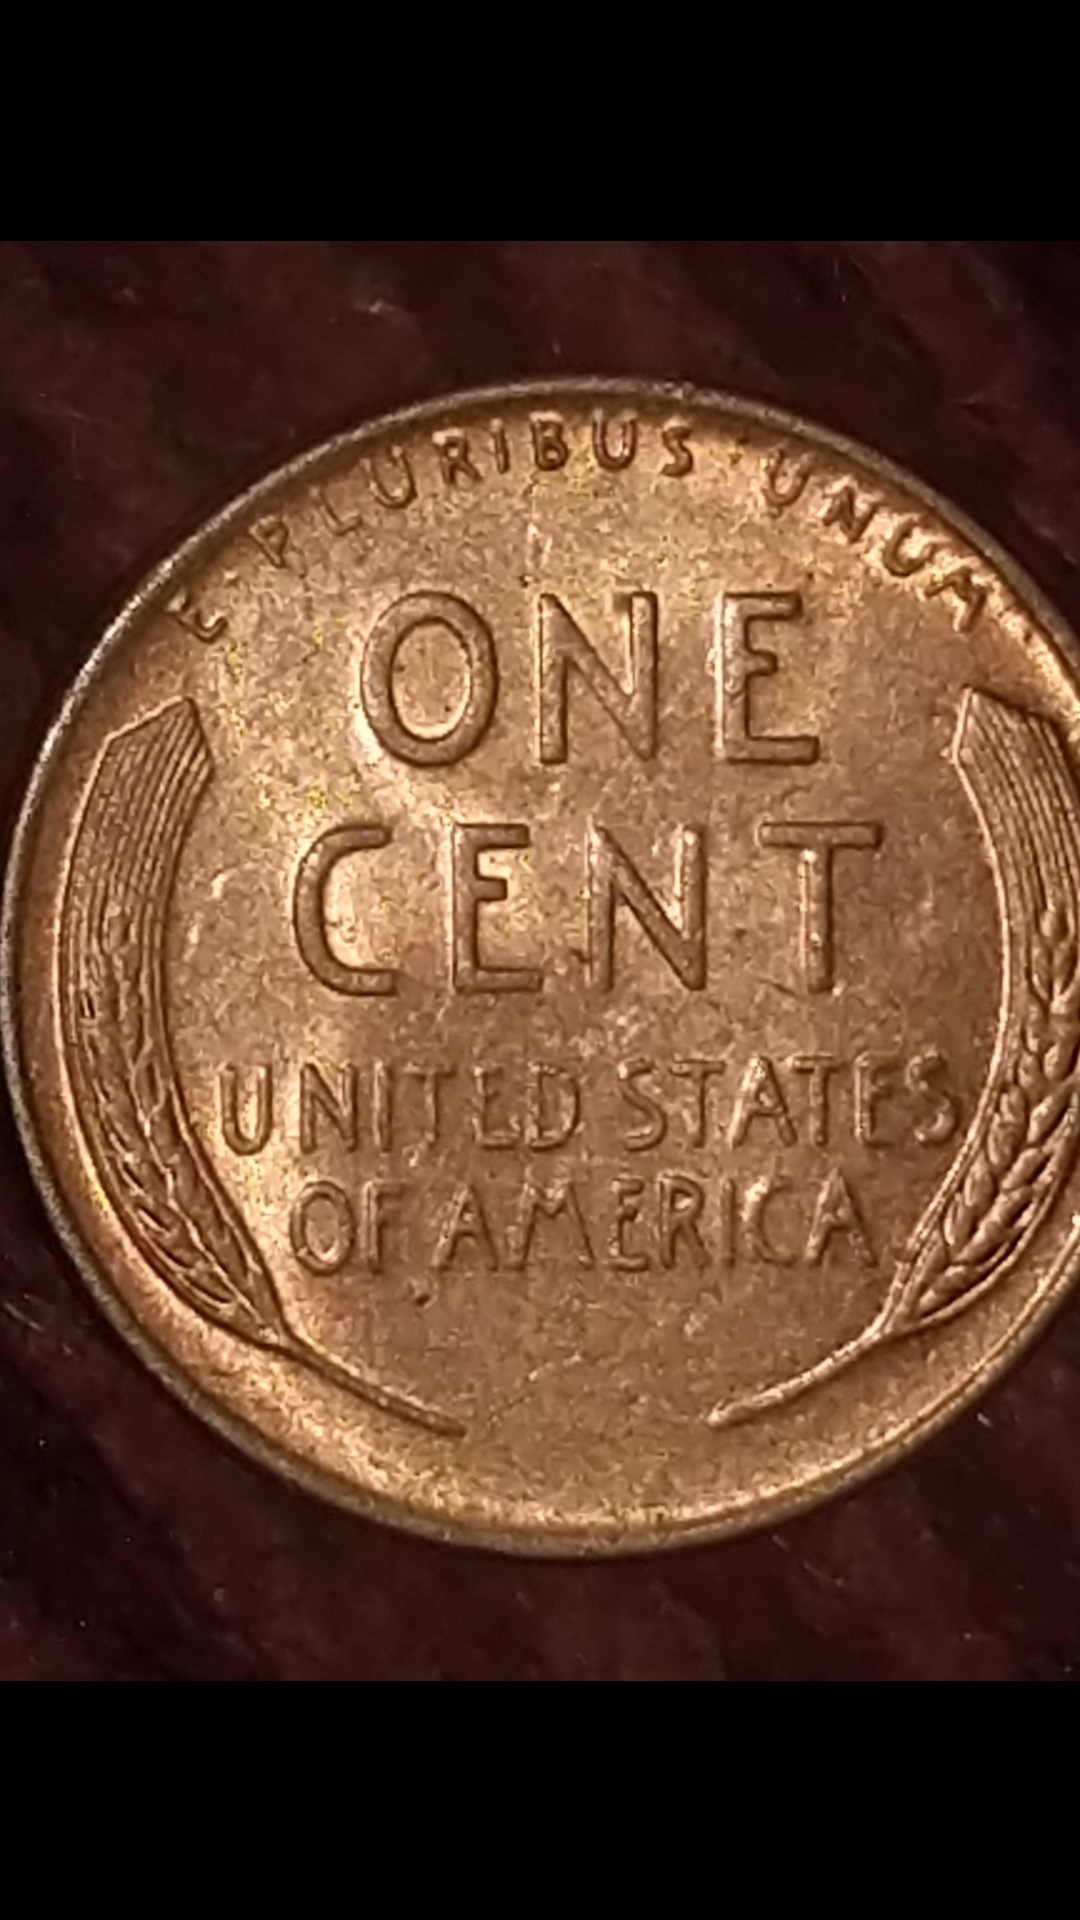 E PLURIBUS · UNUM
ONE
CENT
UNITED STATES
OF AMERICA